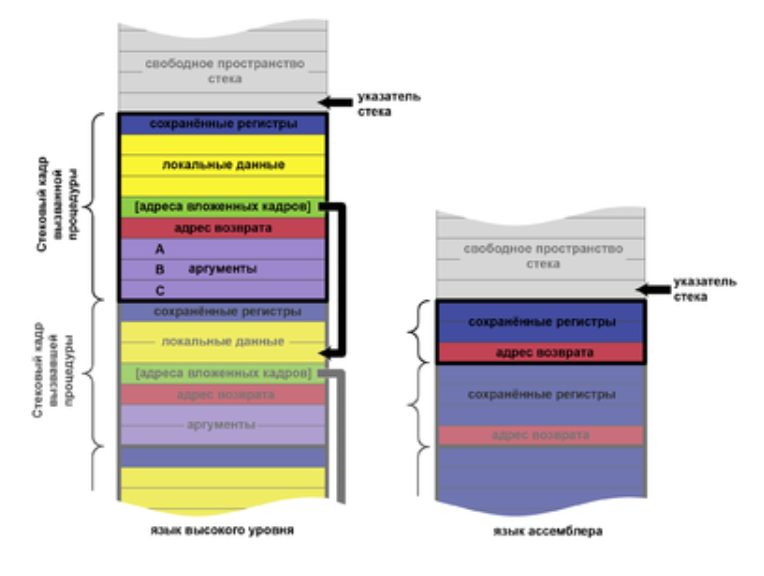 свободное пространство
стека
указатель
стека
сохранённые регистры
локальные данные
[адреса вложенных кадров]
адрес возврата
A
B аргументы
C
Стековый кадр
вызванной
процедуры
сохранённые регистры
локальные данные
[адреса вложенных кадров]
адрес возврата
аргументы
Стековый кадр
вызвавшей
процедуры
язык высокого уровня
свободное пространство
стека
указатель
стека
сохранённые регистры
адрес возврата
сохранённые регистры
адрес возврата
язык ассемблера